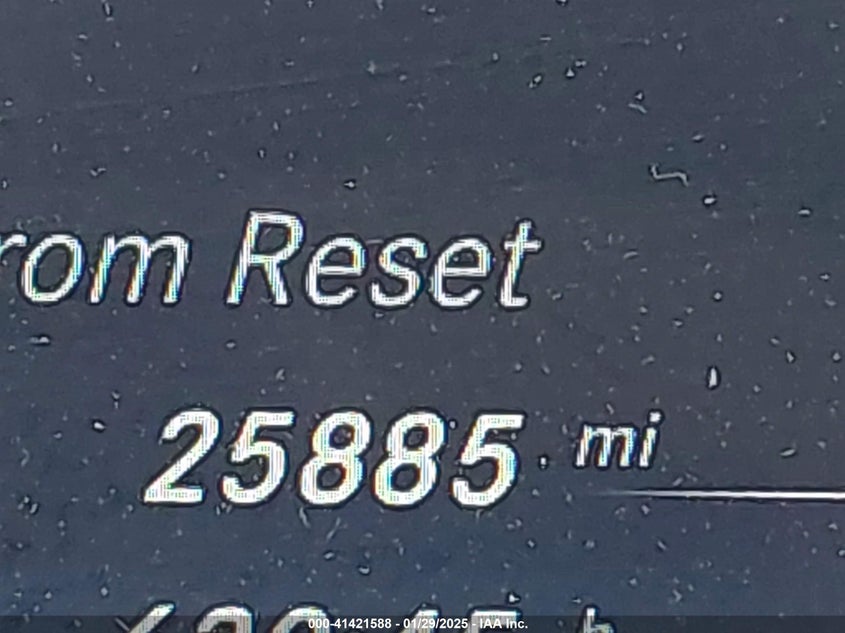 rom Reset
25885 mi
000-41421588 - 01/29/2025 - IAA Inc.